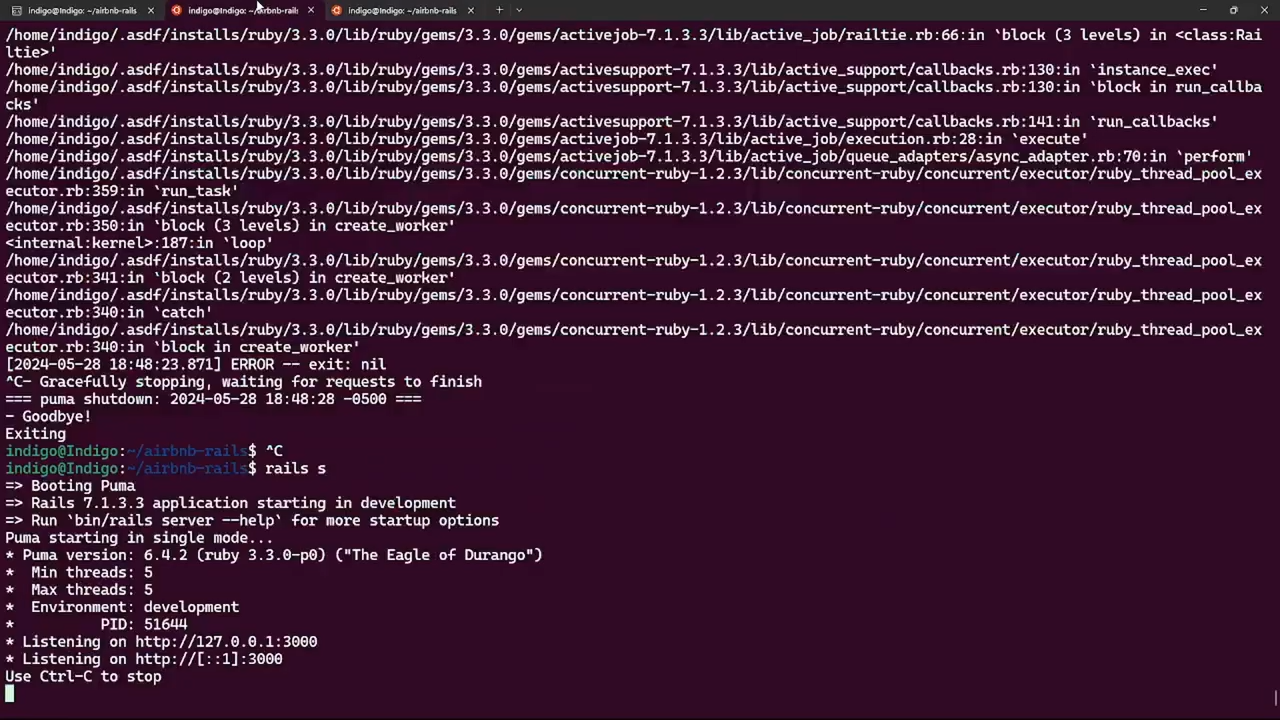 indigo@Indigo: ~/airbnb-rails indigo@Indigo: ~/airbnb-rails indigo@Indigo: ~/airbnb-rails
/home/indigo/.asdf/installs/ruby/3.3.0/lib/ruby/gems/3.3.0/gems/activejob-7.1.3.3/lib/active_job/railtie.rb:66:in `block (3 levels) in <class:Rai
ltie>'
/home/indigo/.asdf/installs/ruby/3.3.0/lib/ruby/gems/3.3.0/gems/activesupport-7.1.3.3/lib/active_support/callbacks.rb:130:in `instance_exec'
/home/indigo/.asdf/installs/ruby/3.3.0/lib/ruby/gems/3.3.0/gems/activesupport-7.1.3.3/lib/active_support/callbacks.rb:130:in `block in run_callba
cks'
/home/indigo/.asdf/installs/ruby/3.3.0/lib/ruby/gems/3.3.0/gems/activesupport-7.1.3.3/lib/active_support/callbacks.rb:141:in `run_callbacks'
/home/indigo/.asdf/installs/ruby/3.3.0/lib/ruby/gems/3.3.0/gems/activejob-7.1.3.3/lib/active_job/execution.rb:28:in `execute'
/home/indigo/.asdf/installs/ruby/3.3.0/lib/ruby/gems/3.3.0/gems/activejob-7.1.3.3/lib/active_job/queue_adapters/async_adapter.rb:70:in `perform'
/home/indigo/.asdf/installs/ruby/3.3.0/lib/ruby/gems/3.3.0/gems/concurrent-ruby-1.2.3/lib/concurrent-ruby/concurrent/executor/ruby_thread_pool_ex
ecutor.rb:359:in `run_task'
/home/indigo/.asdf/installs/ruby/3.3.0/lib/ruby/gems/3.3.0/gems/concurrent-ruby-1.2.3/lib/concurrent-ruby/concurrent/executor/ruby_thread_pool_ex
ecutor.rb:350:in `block (3 levels) in create_worker'
<internal:kernel>:187:in `loop'
/home/indigo/.asdf/installs/ruby/3.3.0/lib/ruby/gems/3.3.0/gems/concurrent-ruby-1.2.3/lib/concurrent-ruby/concurrent/executor/ruby_thread_pool_ex
ecutor.rb:341:in `block (2 levels) in create_worker'
/home/indigo/.asdf/installs/ruby/3.3.0/lib/ruby/gems/3.3.0/gems/concurrent-ruby-1.2.3/lib/concurrent-ruby/concurrent/executor/ruby_thread_pool_ex
ecutor.rb:340:in `catch'
/home/indigo/.asdf/installs/ruby/3.3.0/lib/ruby/gems/3.3.0/gems/concurrent-ruby-1.2.3/lib/concurrent-ruby/concurrent/executor/ruby_thread_pool_ex
ecutor.rb:340:in `block in create_worker'
[2024-05-28 18:48:23.871] ERROR -- exit: nil
^C- Gracefully stopping, waiting for requests to finish
=== puma shutdown: 2024-05-28 18:48:28 -0500 ===
- Goodbye!
Exiting
indigo@Indigo:~/airbnb-rails$ ^C
indigo@Indigo:~/airbnb-rails$ rails s
=> Booting Puma
=> Rails 7.1.3.3 application starting in development
=> Run `bin/rails server --help` for more startup options
Puma starting in single mode...
* Puma version: 6.4.2 (ruby 3.3.0-p0) ("The Eagle of Durango")
*  Min threads: 5
*  Max threads: 5
*  Environment: development
*          PID: 51644
* Listening on http://127.0.0.1:3000
* Listening on http://[::1]:3000
Use Ctrl-C to stop